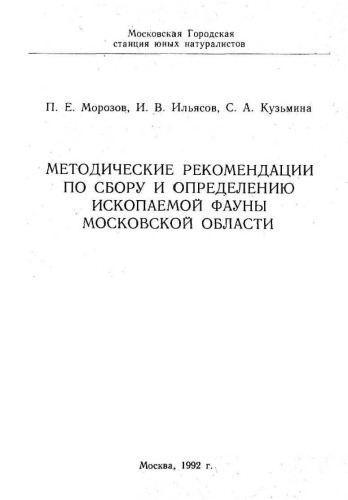 Московская Городская
станция юных натуралистов
П. Е. Морозов, И. В. Ильясов, С. А. Кузьмина
МЕТОДИЧЕСКИЕ РЕКОМЕНДАЦИИ
ПО СБОРУ И ОПРЕДЕЛЕНИЮ
ИСКОПАЕМОЙ ФАУНЫ
МОСКОВСКОЙ ОБЛАСТИ
Москва, 1992 г.